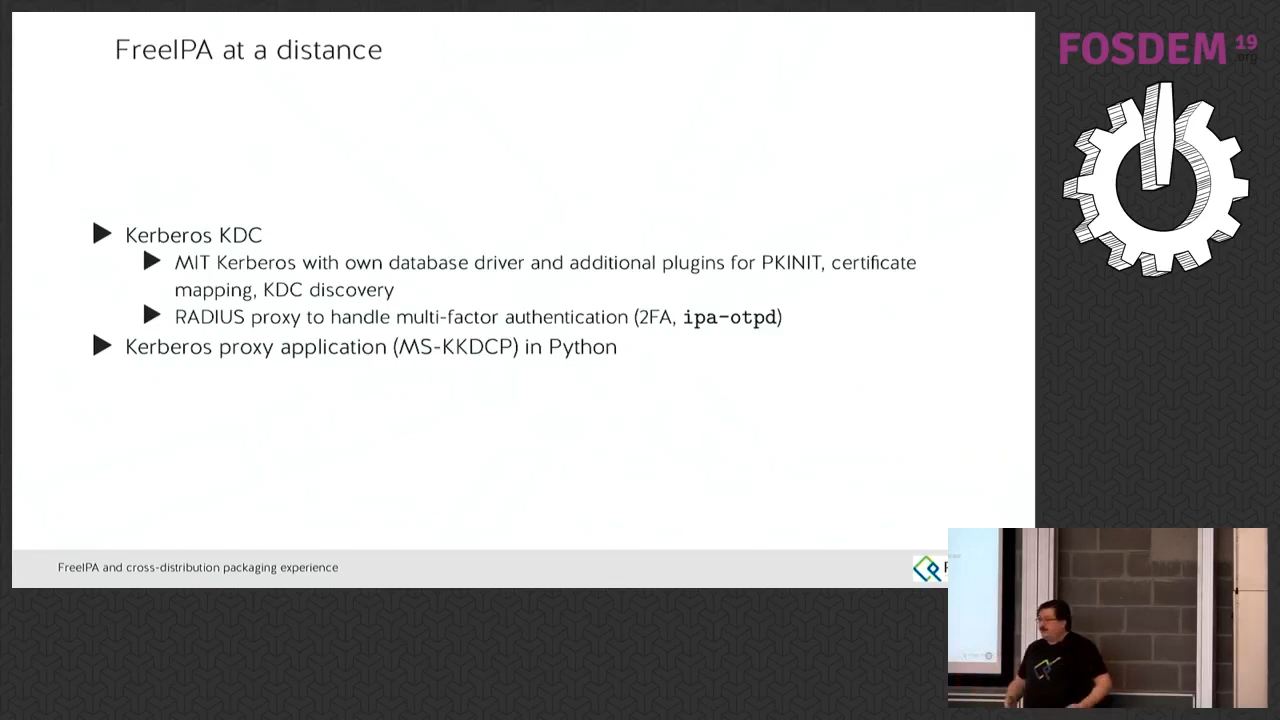 FreeIPA at a distance
FOSDEM 19
.org
Kerberos KDC
MIT Kerberos with own database driver and additional plugins for PKINIT, certificate
mapping, KDC discovery
RADIUS proxy to handle multi-factor authentication (2FA, ipa-otpd)
Kerberos proxy application (MS-KKDCP) in Python
FreeIPA and cross-distribution packaging experience